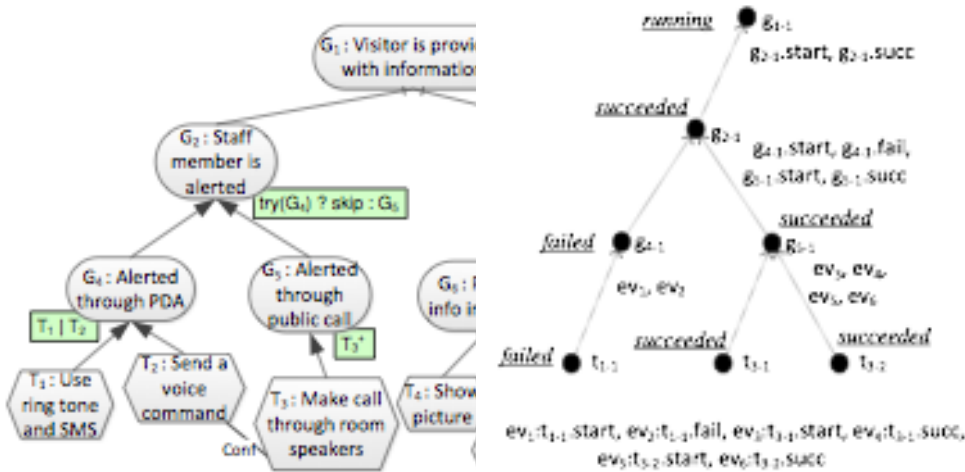 G₁ : Visitor is provi
with information
G₂ : Staff
member is
alerted
try(G₄) ? skip : G₅
G₄ : Alerted
through PDA
T₁ | T₂
G₅ : Alerted
through
public call
T₃⁺
G₆ :
info i
T₁ : Use
ring tone
and SMS
T₂ : Send a
voice
command
T₃ : Make call
through room
speakers
T₄ : Show
picture
Conf
running
g₁₋₁
g₂₋₁.start, g₂₋₁.succ
succeeded
g₂₋₁
g₄₋₁.start, g₄₋₁.fail,
g₅₋₁.start, g₅₋₁.succ
failed
g₄₋₁
succeeded
g₅₋₁
ev₁, ev₂
ev₃, ev₄,
ev₅, ev₆
failed
t₁₋₁
succeeded
t₃₋₁
succeeded
t₃₋₂
ev₁:t₁₋₁.start, ev₂:t₁₋₁.fail, ev₃:t₃₋₁.start, ev₄:t₃₋₁.succ,
ev₅:t₃₋₂.start, ev₆:t₃₋₂.succ